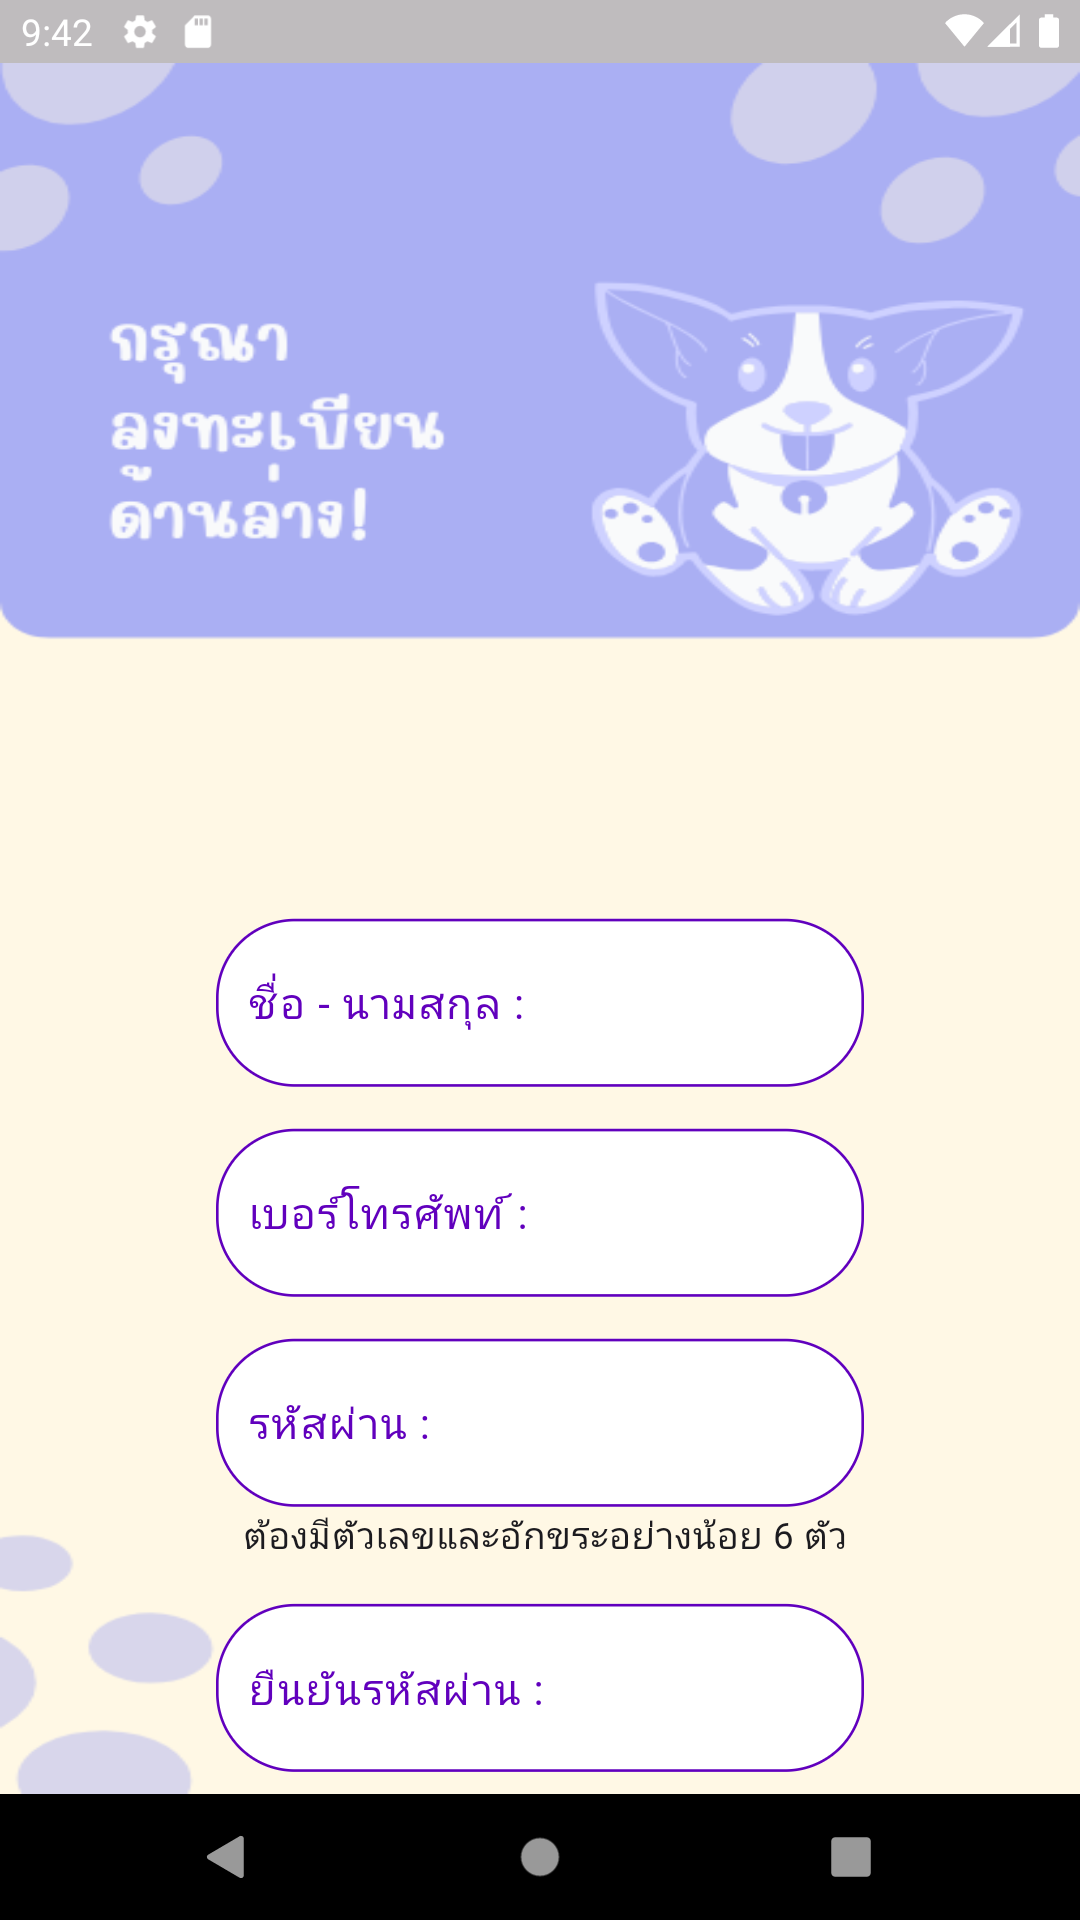 9:42
กรุณา
ลงทะเบียน
ด้านล่าง!
ชื่อ - นามสกุล :
เบอร์โทรศัพท์ :
รหัสผ่าน :
ต้องมีตัวเลขและอักขระอย่างน้อย 6 ตัว
ยืนยันรหัสผ่าน :